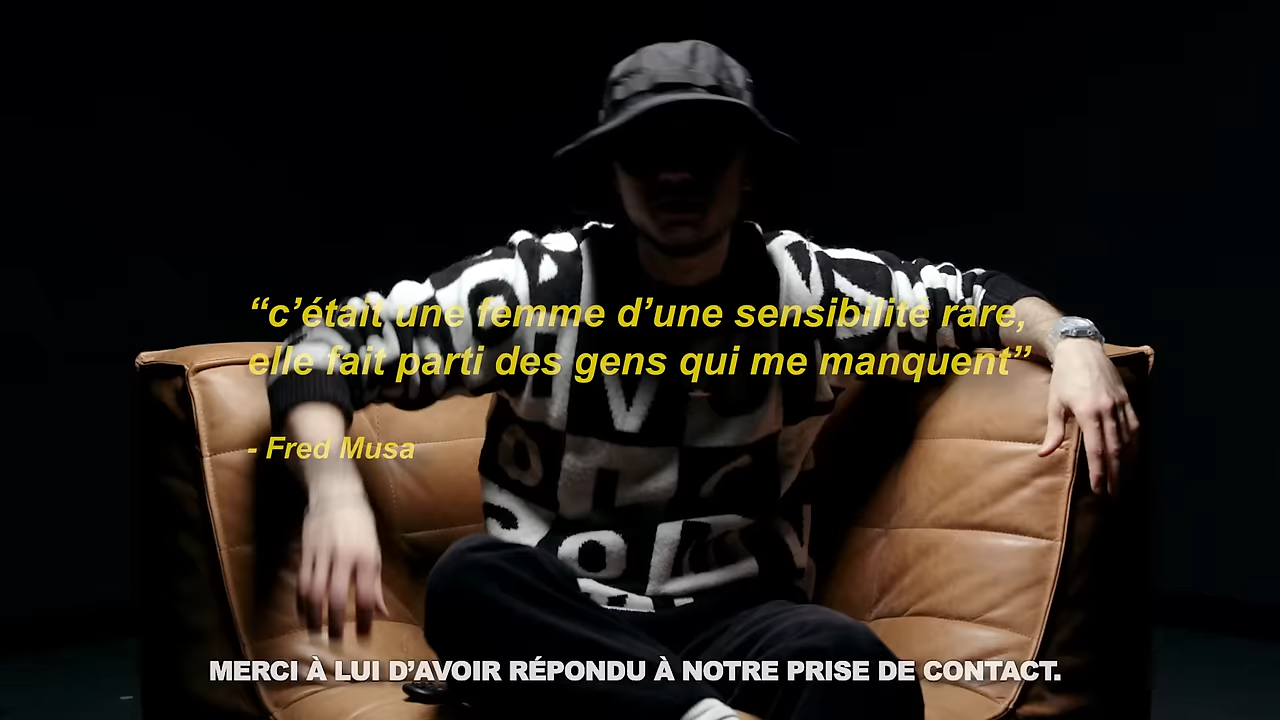 “c’était une femme d’une sensibilité rare,
elle fait parti des gens qui me manquent”
- Fred Musa
MERCI À LUI D’AVOIR RÉPONDU À NOTRE PRISE DE CONTACT.